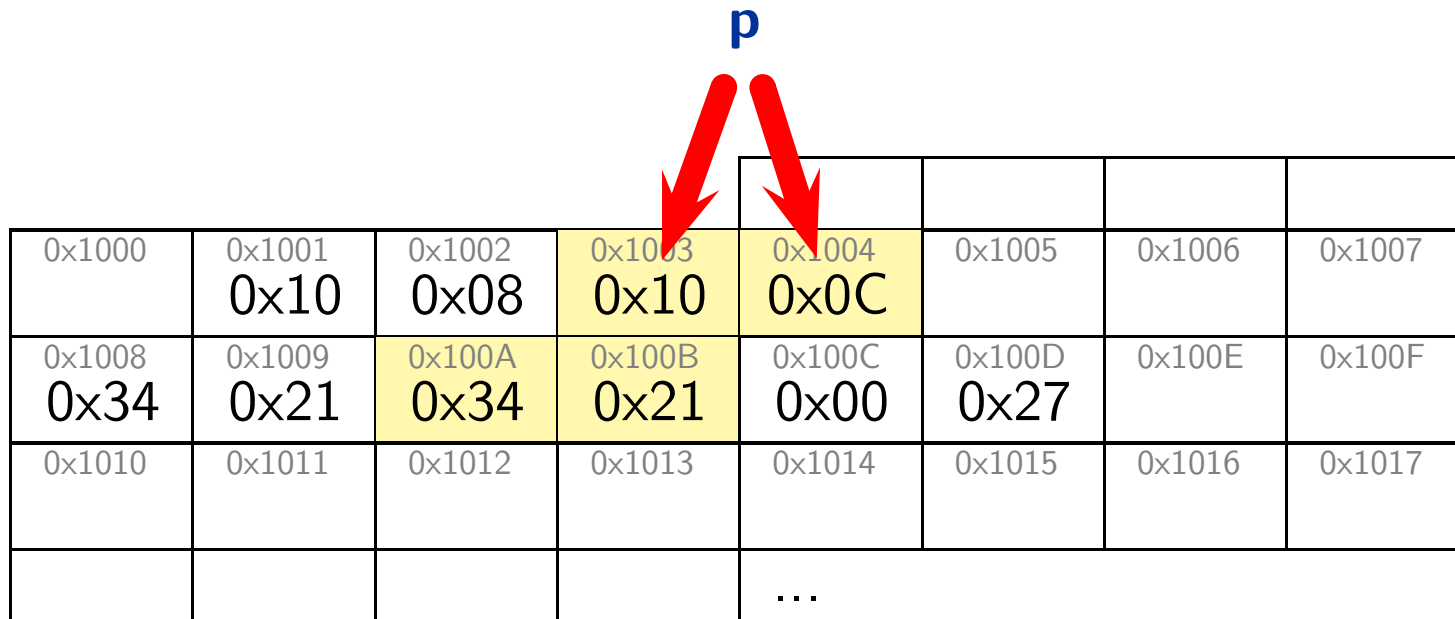 p
0x1000 0x1001 0x1002 0x1003 0x1004 0x1005 0x1006 0x1007
0x10 0x08 0x10 0x0C
0x1008 0x1009 0x100A 0x100B 0x100C 0x100D 0x100E 0x100F
0x34 0x21 0x34 0x21 0x00 0x27
0x1010 0x1011 0x1012 0x1013 0x1014 0x1015 0x1016 0x1017
...